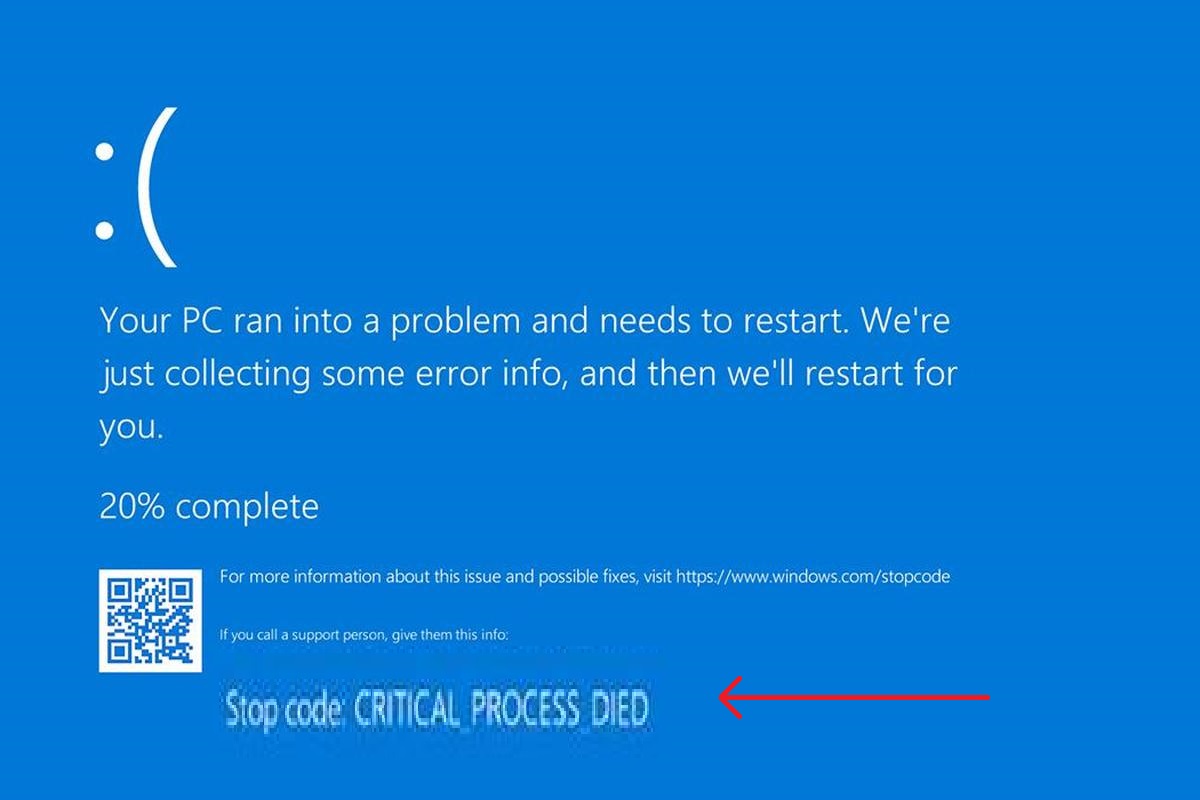 :(
Your PC ran into a problem and needs to restart. We're
just collecting some error info, and then we'll restart for
you.
20% complete
For more information about this issue and possible fixes, visit https://www.windows.com/stopcode
If you call a support person, give them this info:
Stop code: CRITICAL_PROCESS_DIED